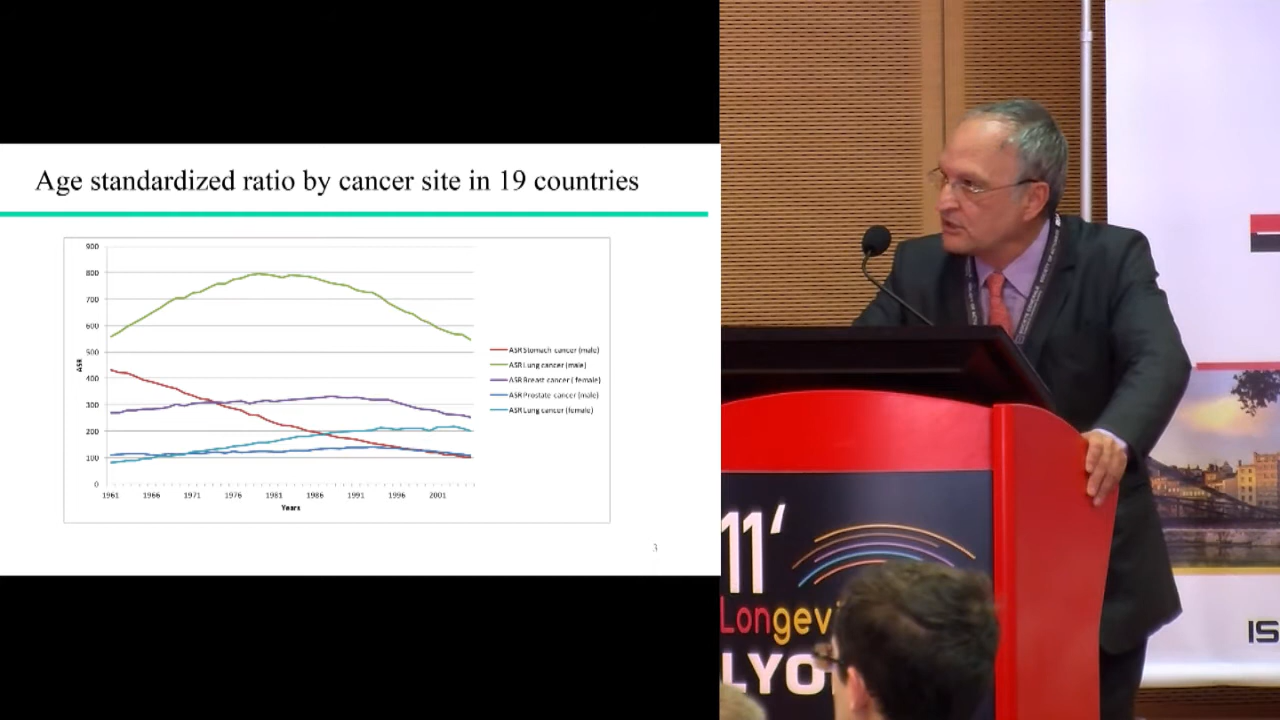 Age standardized ratio by cancer site in 19 countries
900
800
700
600
500
400
300
200
100
0
ASR
1961 1966 1971 1976 1981 1986 1991 1996 2001
Years
ASR Stomach cancer (male)
ASR Lung cancer (male)
ASR Breast cancer ( female)
ASR Prostate cancer (male)
ASR Lung cancer (female)
3
11'
Longev
LYO
IS